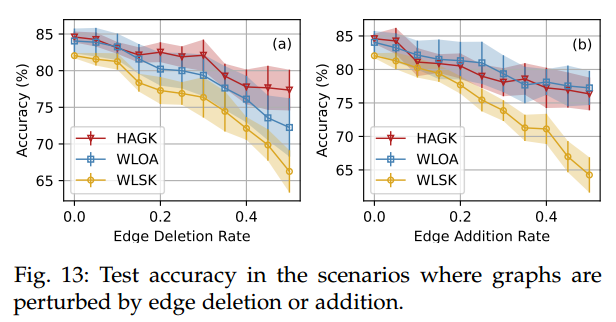 85
80
75
70
65
Accuracy (%)
(a)
HAGK
WLOA
WLSK
0.0
0.2
0.4
Edge Deletion Rate
85
80
75
70
65
Accuracy (%)
(b)
HAGK
WLOA
WLSK
0.0
0.2
0.4
Edge Addition Rate
Fig. 13: Test accuracy in the scenarios where graphs are
perturbed by edge deletion or addition.